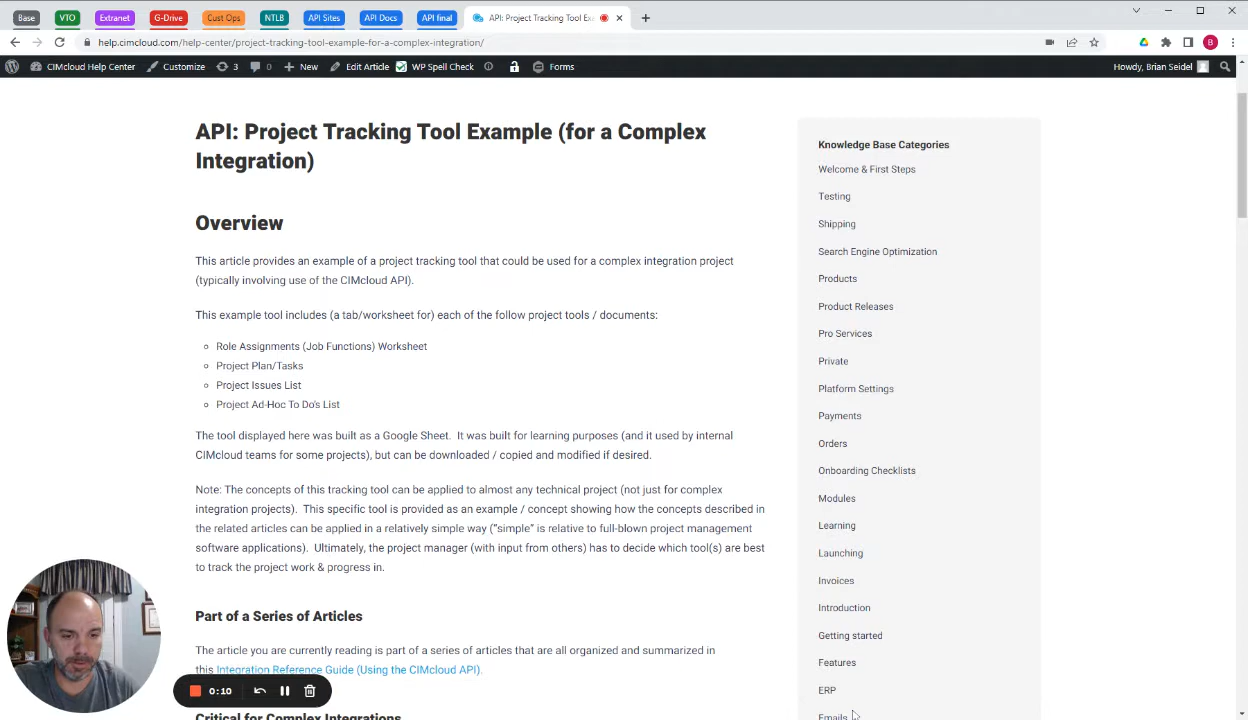 Base VTO Extranet G-Drive Cust Ops NTLB API Sites API Docs API final API: Project Tracking Tool Ex
help.cimcloud.com/help-center/project-tracking-tool-example-for-a-complex-integration/
B
CIMcloud Help Center Customize 3 0 New Edit Article WP Spell Check Forms Howdy, Brian Seidel
API: Project Tracking Tool Example (for a Complex
Integration)
Overview
This article provides an example of a project tracking tool that could be used for a complex integration project
(typically involving use of the CIMcloud API).
This example tool includes (a tab/worksheet for) each of the follow project tools / documents:
Role Assignments (Job Functions) Worksheet
Project Plan/Tasks
Project Issues List
Project Ad-Hoc To Do's List
The tool displayed here was built as a Google Sheet.  It was built for learning purposes (and it used by internal
CIMcloud teams for some projects), but can be downloaded / copied and modified if desired.
Note: The concepts of this tracking tool can be applied to almost any technical project (not just for complex
integration projects).  This specific tool is provided as an example / concept showing how the concepts described in
the related articles can be applied in a relatively simple way (“simple” is relative to full-blown project management
software applications).  Ultimately, the project manager (with input from others) has to decide which tool(s) are best
to track the project work & progress in.
Part of a Series of Articles
The article you are currently reading is part of a series of articles that are all organized and summarized in
this Integration Reference Guide (Using the CIMcloud API).
0:10
Critical for Complex Integrations
Knowledge Base Categories
Welcome & First Steps
Testing
Shipping
Search Engine Optimization
Products
Product Releases
Pro Services
Private
Platform Settings
Payments
Orders
Onboarding Checklists
Modules
Learning
Launching
Invoices
Introduction
Getting started
Features
ERP
Emails